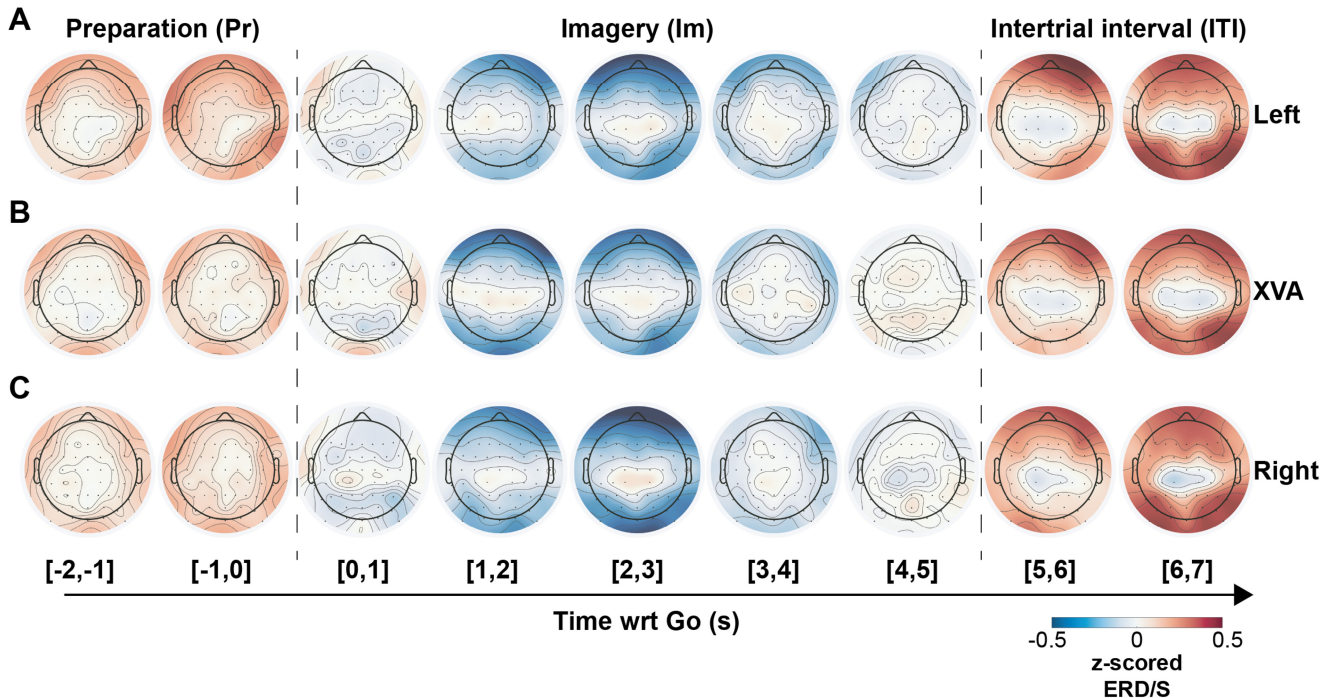 A
Preparation (Pr)
Imagery (Im)
Intertrial interval (ITI)
Left
B
XVA
C
Right
[-2,-1]
[-1,0]
[0,1]
[1,2]
[2,3]
[3,4]
[4,5]
[5,6]
[6,7]
Time wrt Go (s)
-0.5
0
0.5
z-scored
ERD/S